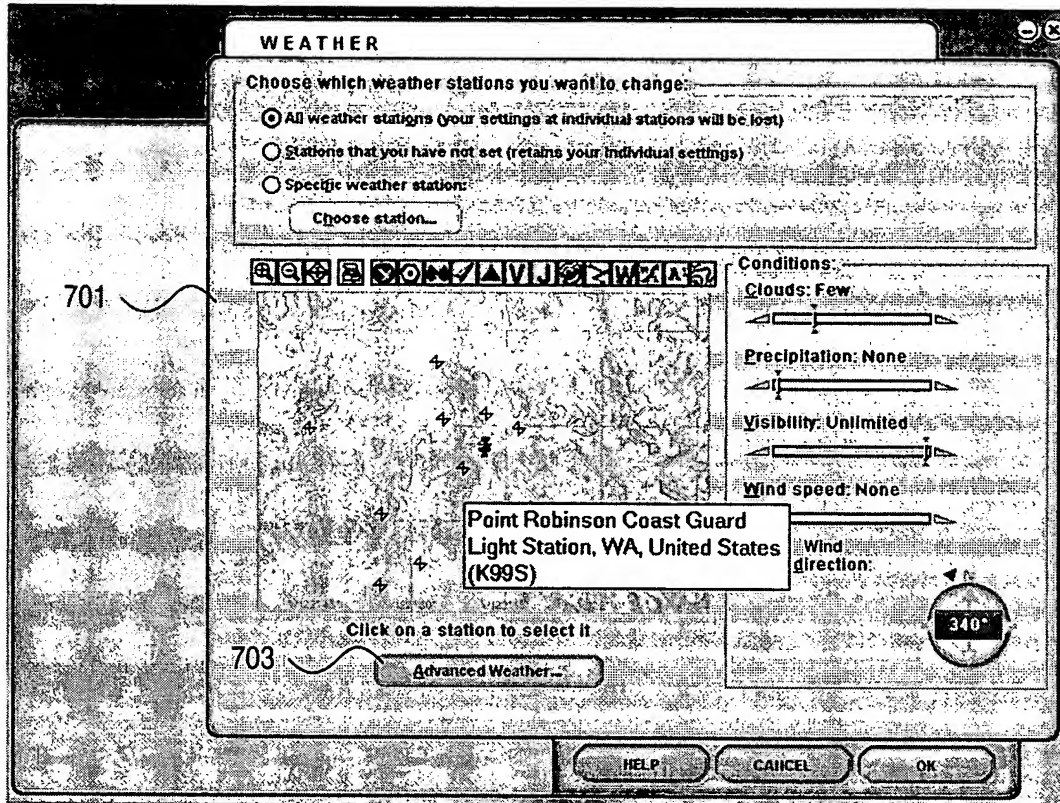 WEATHER
Choose which weather stations you want to change:
All weather stations (your settings at individual stations will be lost)
Stations that you have not set (retains your individual settings)
Specific weather station:
Choose station...
701
Conditions:
Clouds: Few
Precipitation: None
Visibility: Unlimited
Wind speed: None
Point Robinson Coast Guard
Light Station, WA, United States
(K99S)
Wind
direction:
N
340°
Click on a station to select it
703
Advanced Weather...
HELP
CANCEL
OK